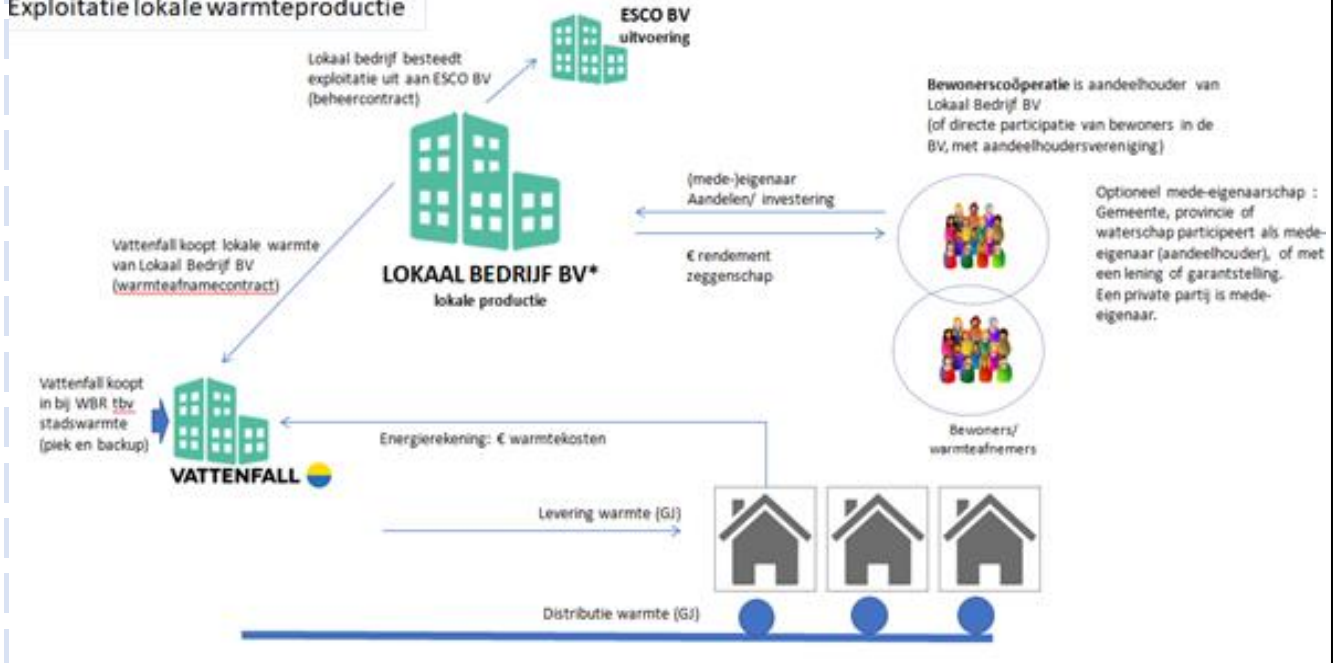 Exploitatie lokale warmteproductie
ESCO BV
uitvoering
Lokaal bedrijf besteedt
exploitatie uit aan ESCO BV
(beheercontract)
Bewonerscoöperatie is aandeelhouder van
Lokaal Bedrijf BV
(of directe participatie van bewoners in de
BV, met aandeelhoudersvereniging)
(mede-)eigenaar
Aandelen/ investering
€ rendement
zeggenschap
Optioneel mede-eigenaarschap :
Gemeente, provincie of
waterschap participeert als mede-
eigenaar (aandeelhouder), of met
een lening of garantstelling.
Een private partij is mede-
eigenaar.
Vattenfall koopt lokale warmte
van Lokaal Bedrijf BV
(warmteafnamecontract)
LOKAAL BEDRIJF BV*
lokale productie
Vattenfall koopt
in bij WBR tbv
stadswarmte
(piek en backup)
VATTENFALL
Energierekening: € warmtekosten
Bewoners/
warmteafnemers
Levering warmte (GJ)
Distributie warmte (GJ)